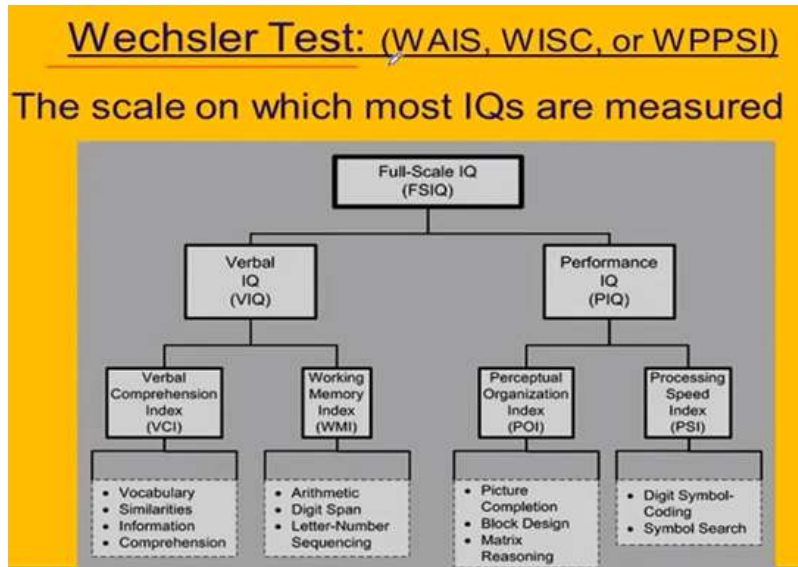 Wechsler Test: (WAIS, WISC, or WPPSI)
The scale on which most IQs are measured
Full-Scale IQ
(FSIQ)
Verbal
IQ
(VIQ)
Performance
IQ
(PIQ)
Verbal
Comprehension
Index
(VCI)
Working
Memory
Index
(WMI)
Perceptual
Organization
Index
(POI)
Processing
Speed
Index
(PSI)
• Vocabulary
• Similarities
• Information
• Comprehension
• Arithmetic
• Digit Span
• Letter-Number
Sequencing
• Picture
Completion
• Block Design
• Matrix
Reasoning
• Digit Symbol-
Coding
• Symbol Search